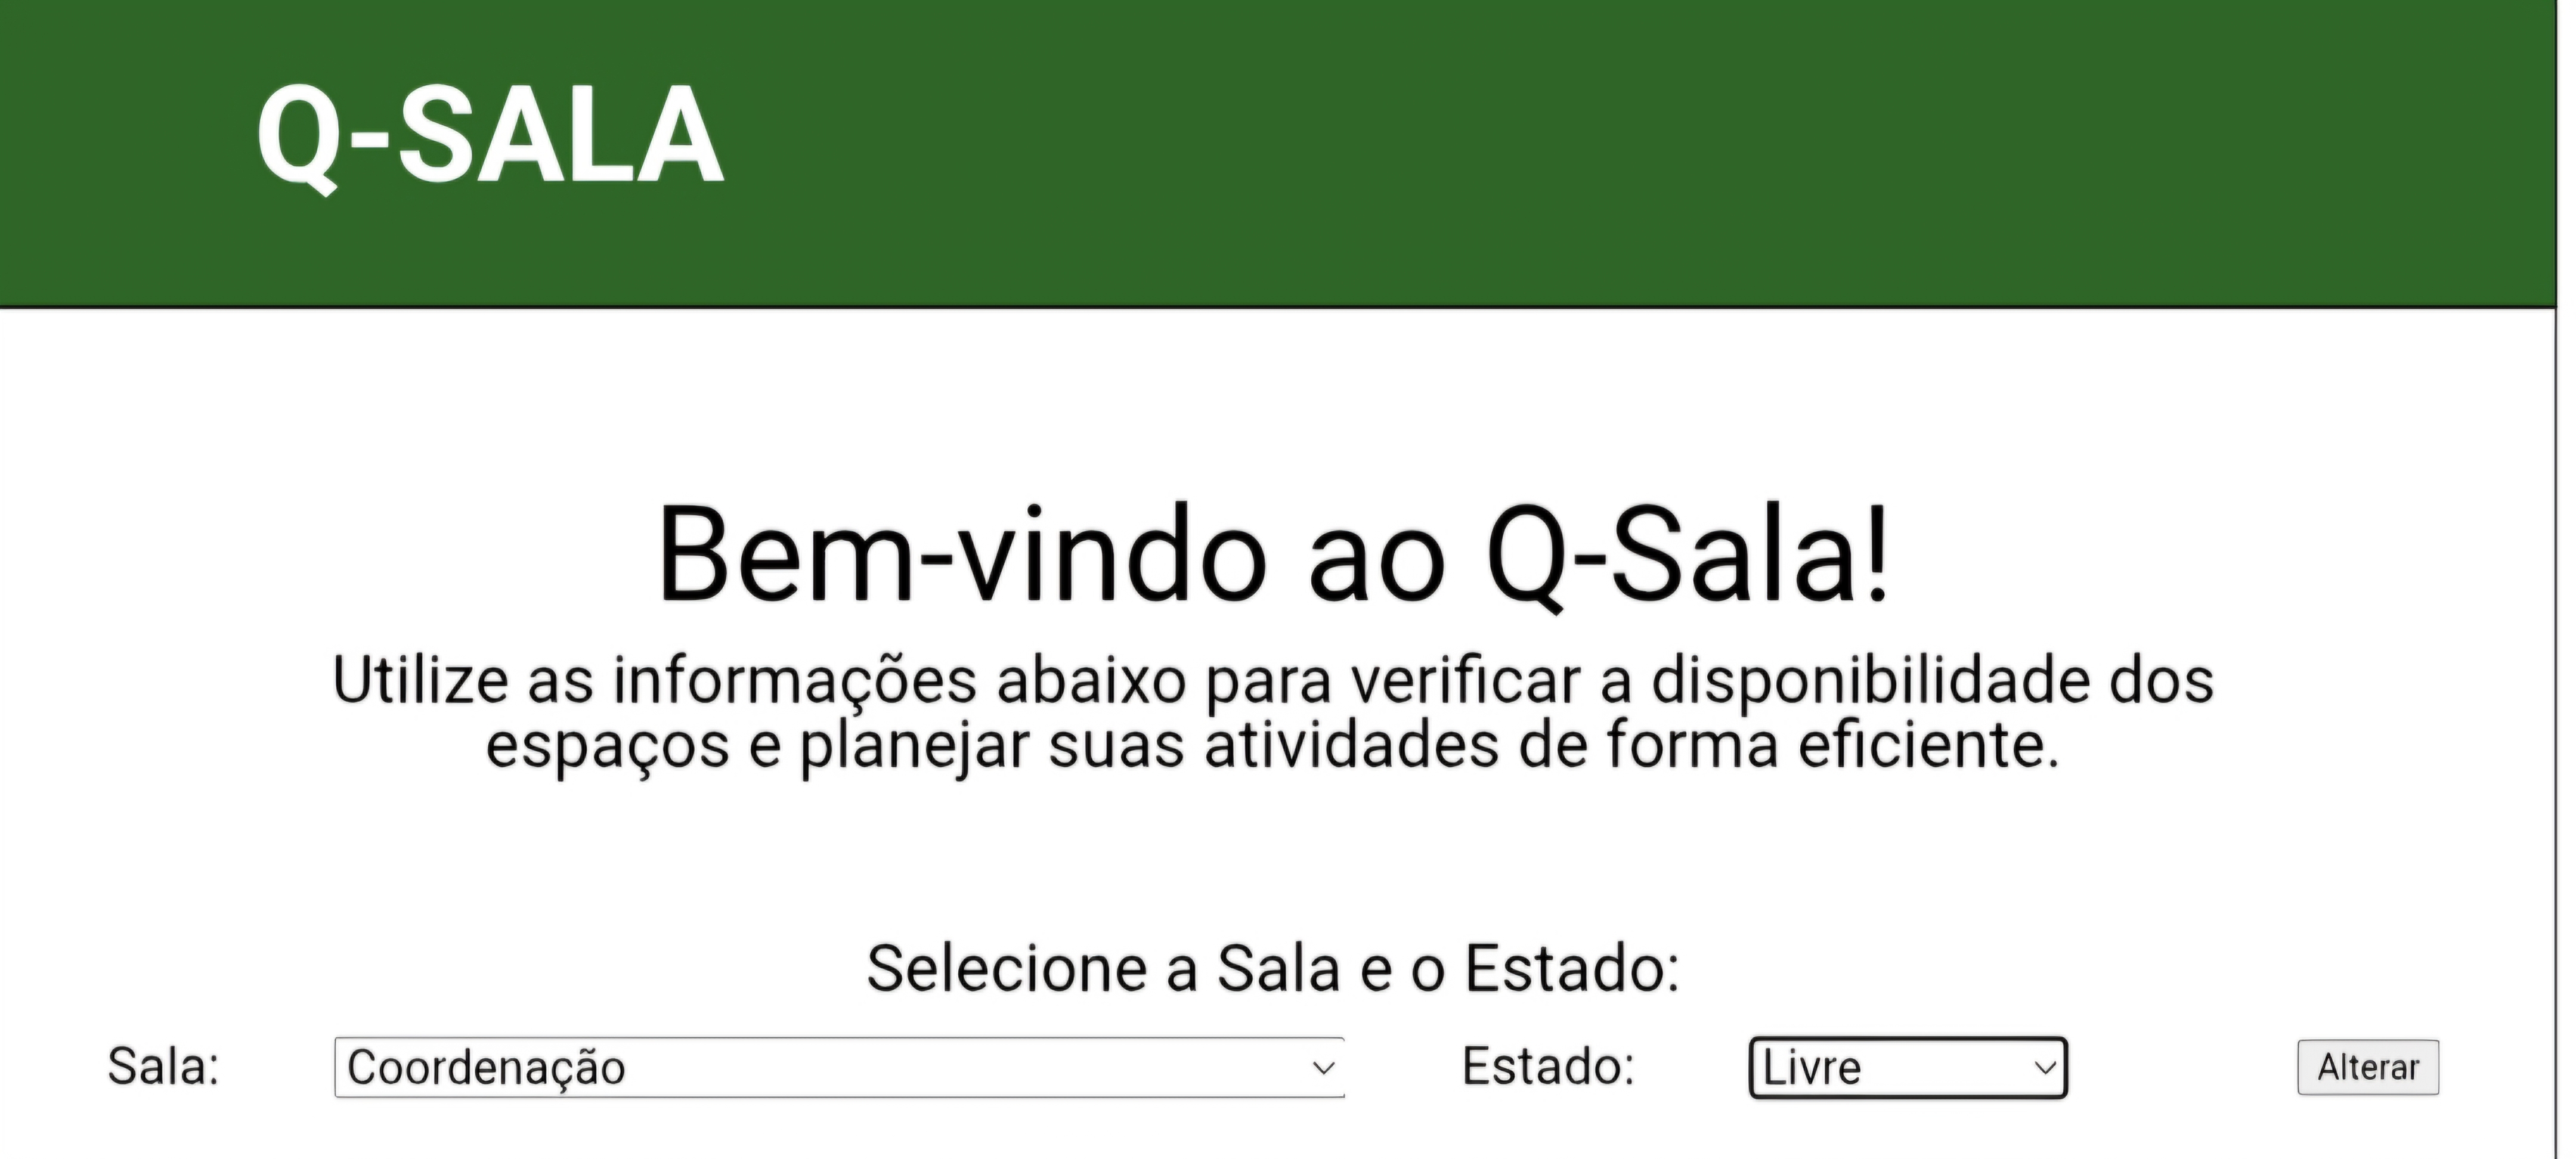 Q-SALA
Bem-vindo ao Q-Sala!
Utilize as informações abaixo para verificar a disponibilidade dos
espaços e planejar suas atividades de forma eficiente.
Selecione a Sala e o Estado:
Sala: Coordenação Estado: Livre Alterar